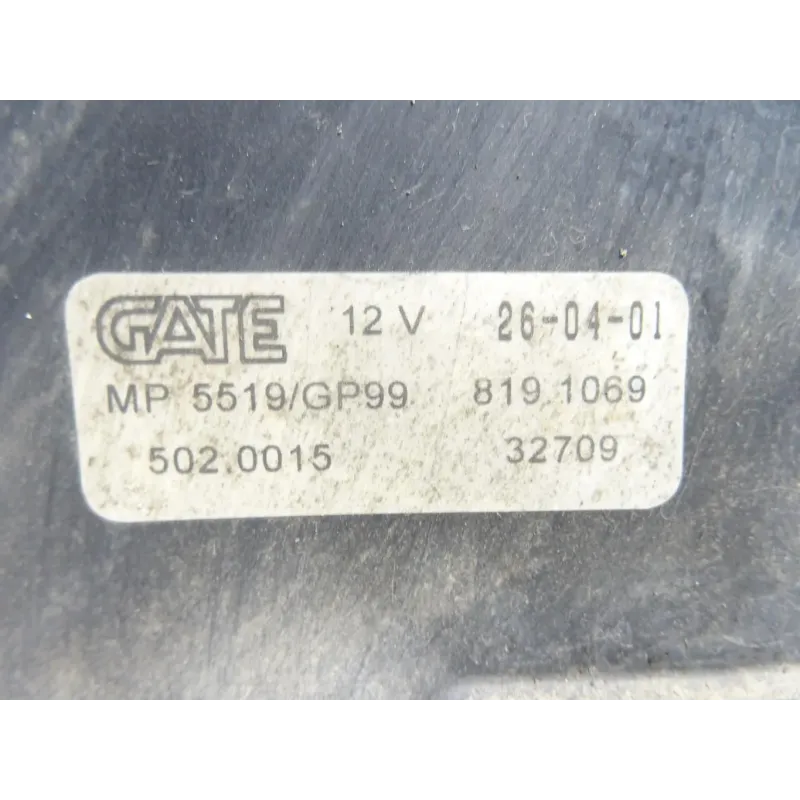 GATE 12 V 26-04-01
MP 5519/GP99 819 1069
502.0015 32709